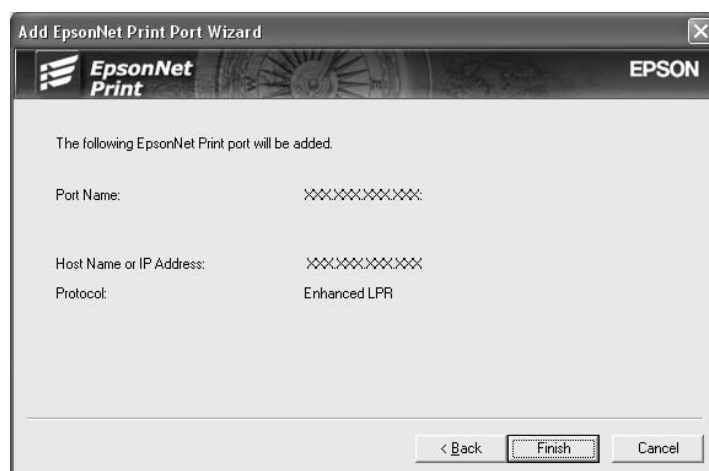 Add EpsonNet Print Port Wizard
EpsonNet
Print
EPSON
The following EpsonNet Print port will be added.
Port Name: XXX.XXX.XXX.XXX:
Host Name or IP Address: XXX.XXX.XXX.XXX
Protocol: Enhanced LPR
< Back Finish Cancel